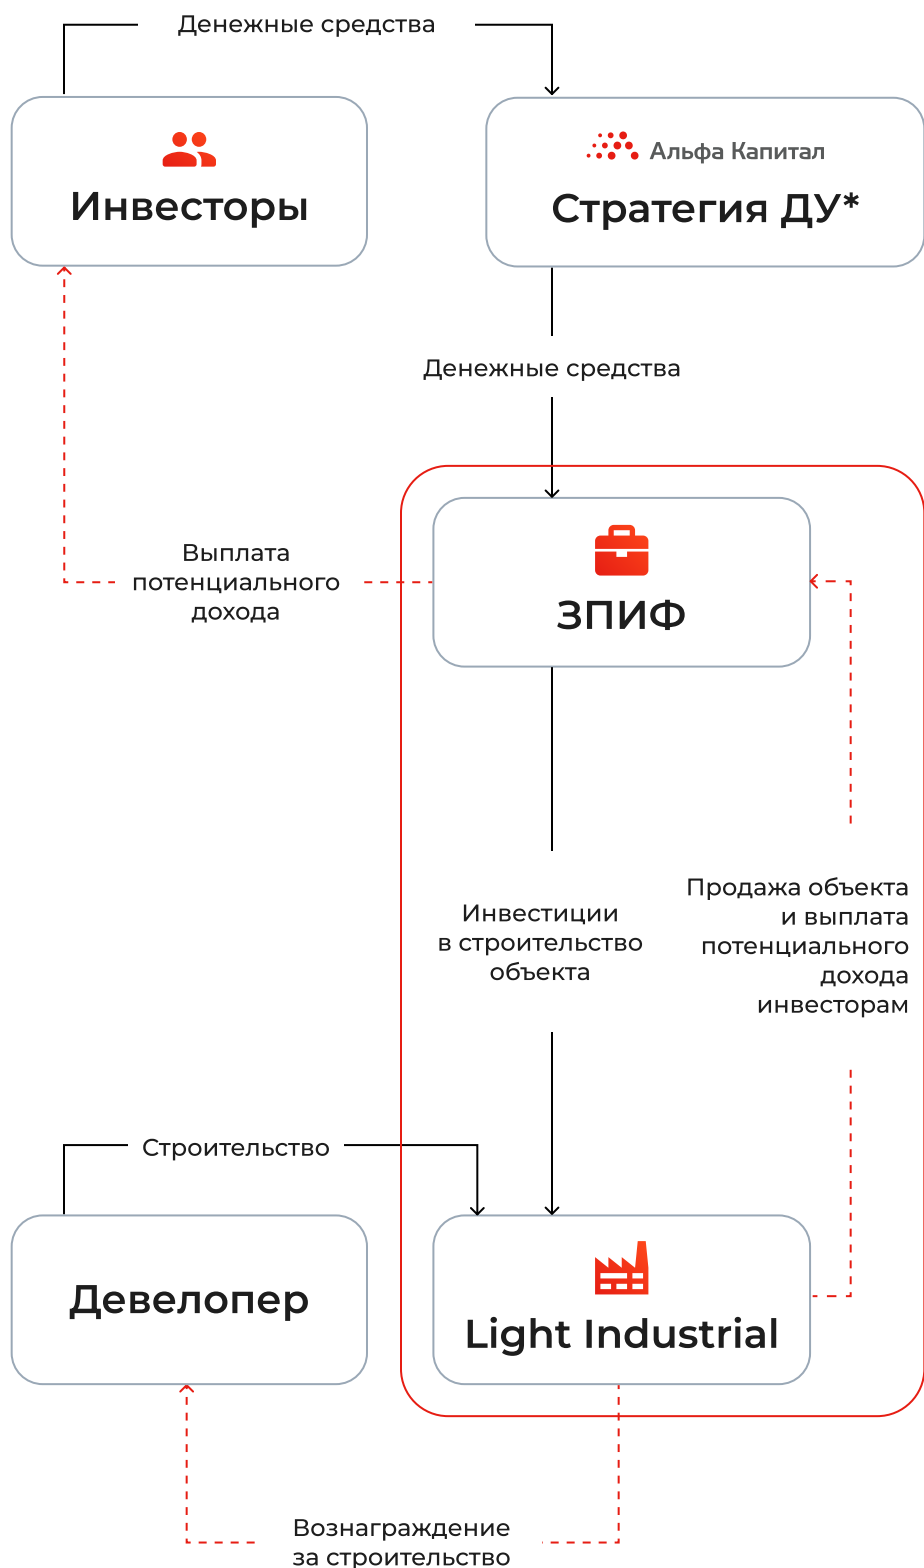 Денежные средства
Инвесторы
Альфа Капитал
Стратегия ДУ*
Денежные средства
Выплата
потенциального
дохода
ЗПИФ
Инвестиции
в строительство
объекта
Продажа объекта
и выплата
потенциального
дохода
инвесторам
Строительство
Девелопер
Light Industrial
Вознаграждение
за строительство